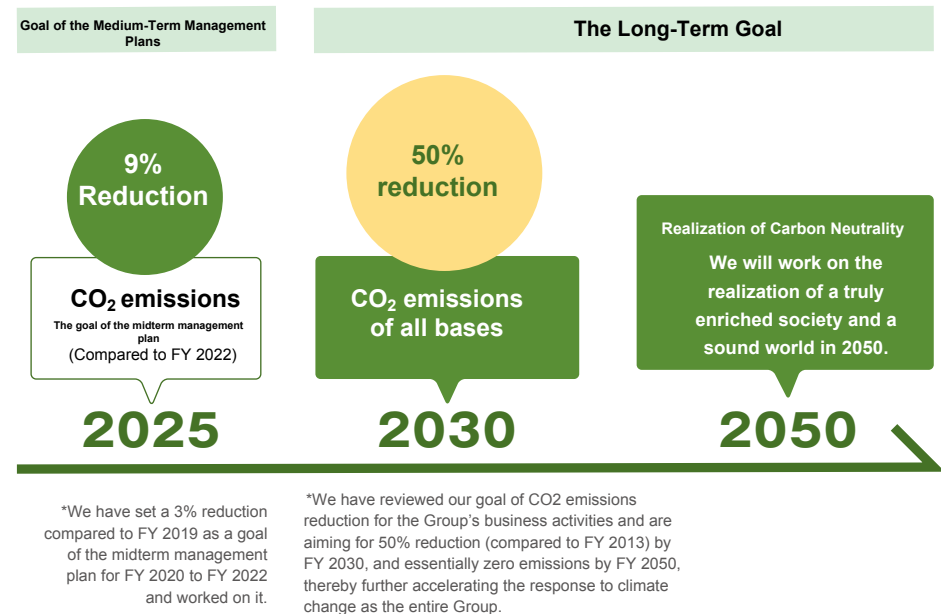 Goal of the Medium-Term Management
Plans
The Long-Term Goal
9%
Reduction
CO₂ emissions
The goal of the midterm management
plan
(Compared to FY 2022)
50%
reduction
CO₂ emissions
of all bases
Realization of Carbon Neutrality
We will work on the
realization of a truly
enriched society and a
sound world in 2050.
2025
2030
2050
*We have set a 3% reduction
compared to FY 2019 as a goal
of the midterm management
plan for FY 2020 to FY 2022
and worked on it.
*We have reviewed our goal of CO2 emissions
reduction for the Group’s business activities and are
aiming for 50% reduction (compared to FY 2013) by
FY 2030, and essentially zero emissions by FY 2050,
thereby further accelerating the response to climate
change as the entire Group.